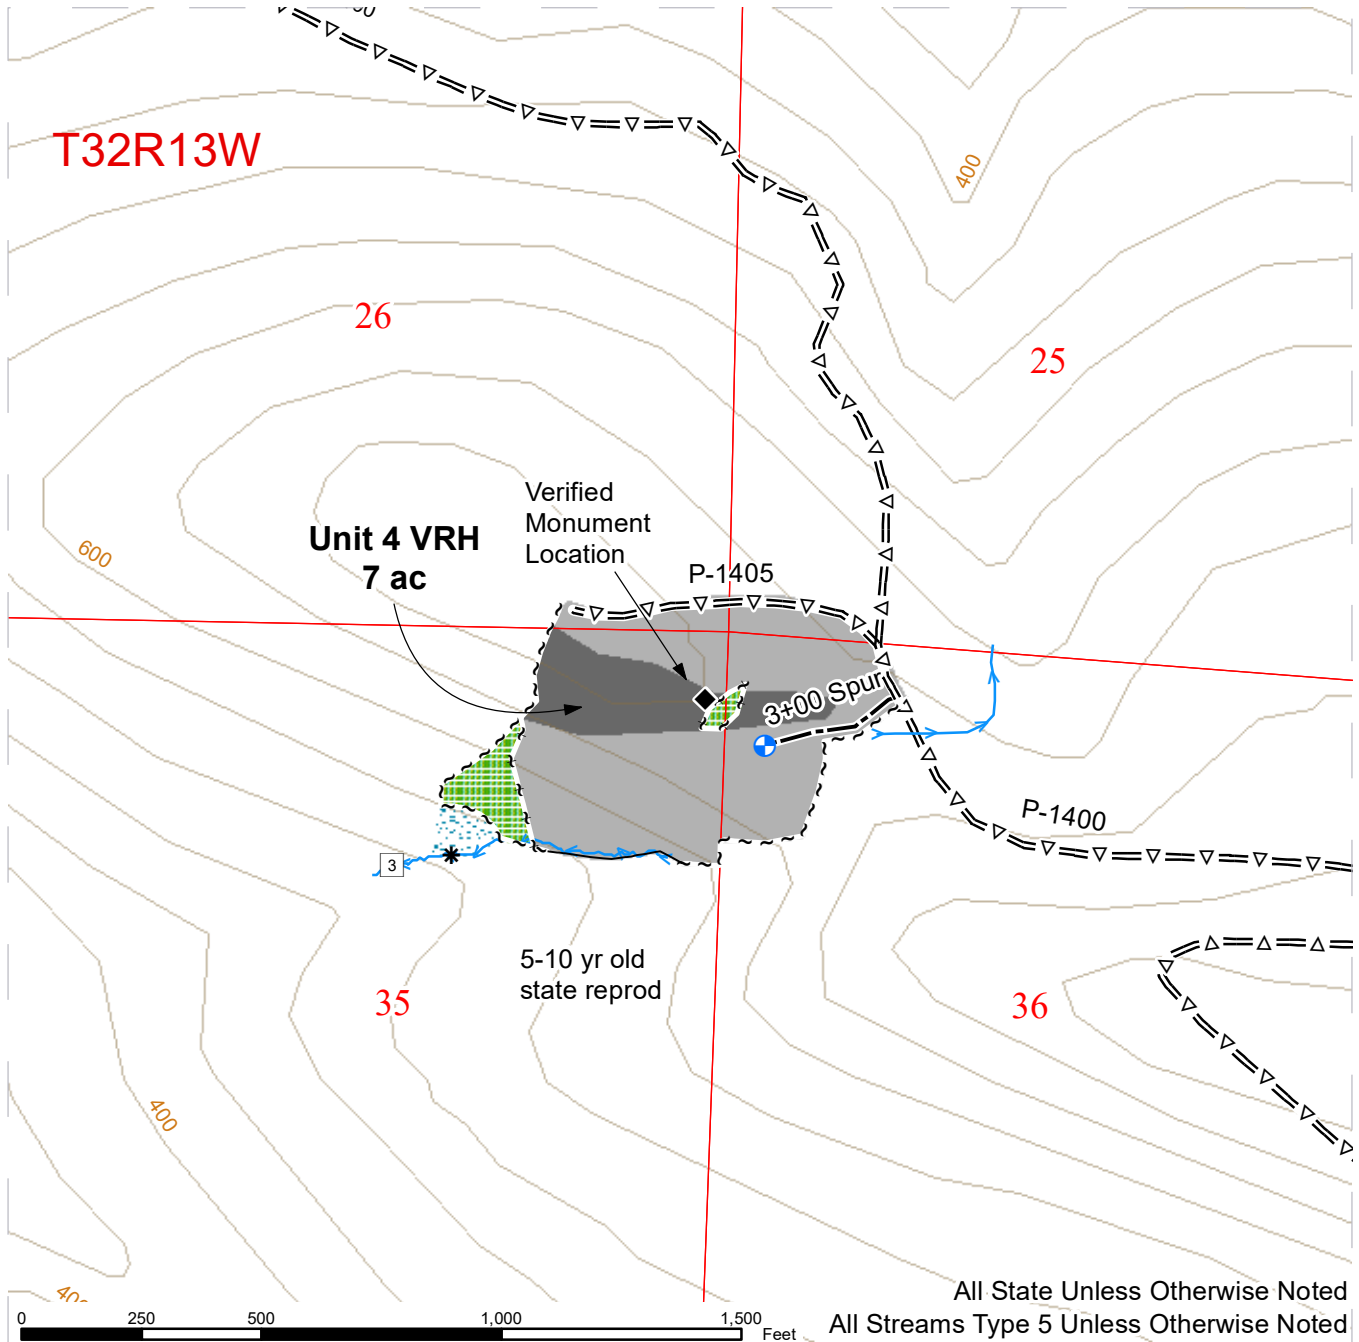 T32R13W
400
26
25
Verified
Monument
Location
Unit 4 VRH
7 ac
600
P-1405
3+00 Spur
P-1400
3
5-10 yr old
state reprod
35
36
400
All State Unless Otherwise Noted
All Streams Type 5 Unless Otherwise Noted
0 250 500 1,000 1,500
Feet